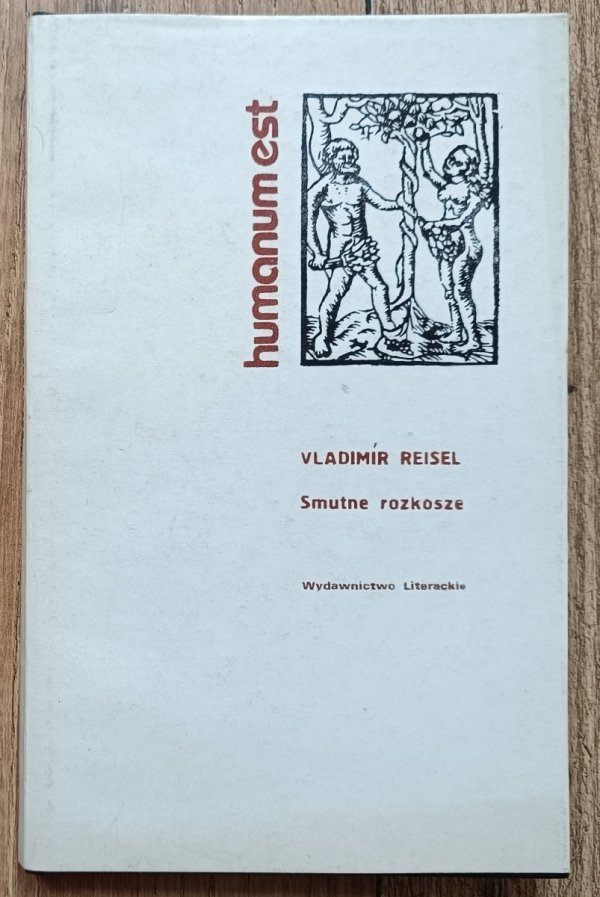 humanum est
VLADIMÍR REISEL
Smutne rozkosze
Wydawnictwo Literackie